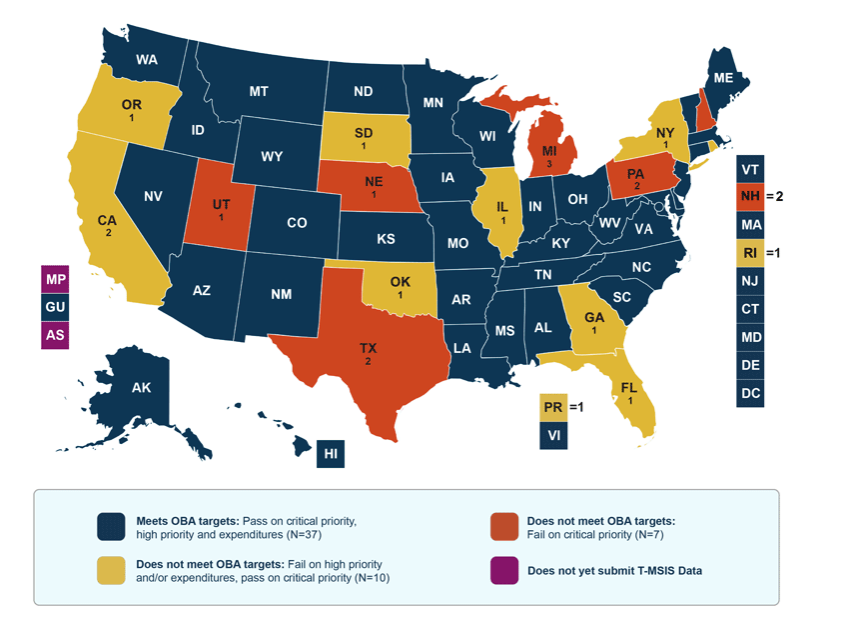 WA
ME
MT
ND
MN
OR
1
ID
SD
1
WI
NY
1
MI
3
WY
PA
2
NE
1
IA
NV
UT
1
IL
1
IN
OH
CO
WV
VA
CA
2
KS
MO
KY
NC
AZ
NM
OK
1
TN
AR
SC
MS
AL
GA
1
TX
2
LA
FL
1
AK
HI
MP
GU
AS
VT
NH =2
MA
RI =1
NJ
CT
MD
DE
DC
PR =1
VI
Meets OBA targets: Pass on critical priority,
high priority and expenditures (N=37)
Does not meet OBA targets: Fail on high priority
and/or expenditures, pass on critical priority (N=10)
Does not meet OBA targets:
Fail on critical priority (N=7)
Does not yet submit T-MSIS Data